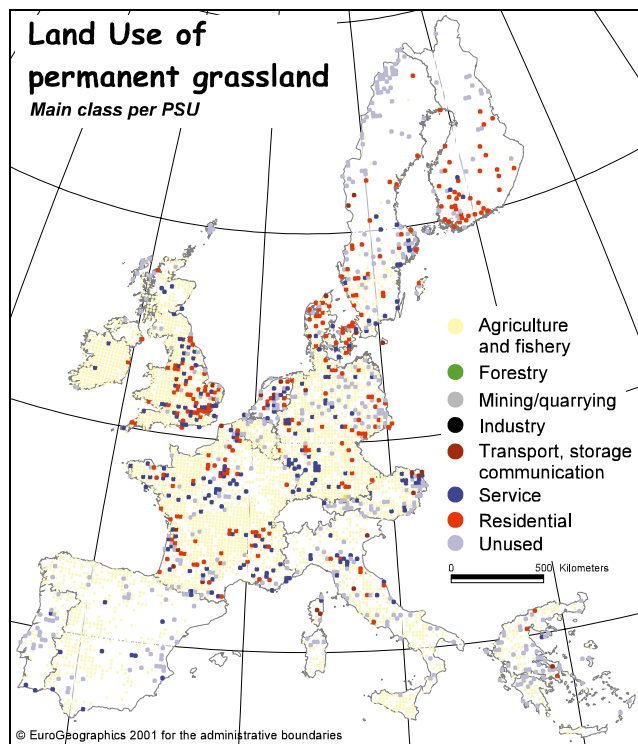 Land Use of
permanent grassland
Main class per PSU
Agriculture
and fishery
Forestry
Mining/quarrying
Industry
Transport, storage
communication
Service
Residential
Unused
0 500 Kilometers
© EuroGeographics 2001 for the administrative boundaries